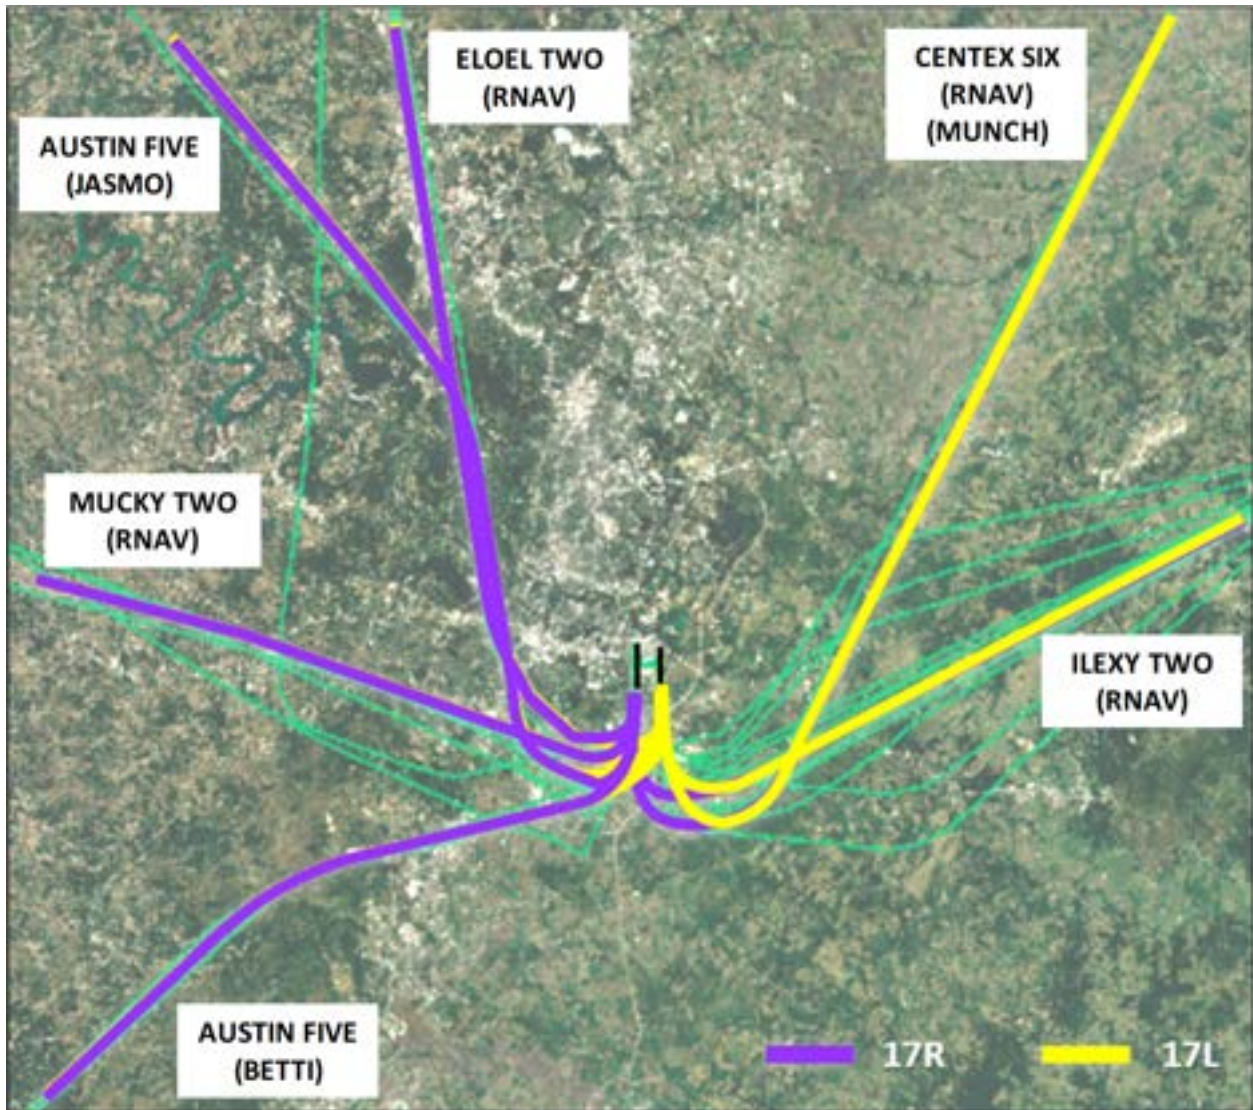 ELOEL TWO
(RNAV)
CENTEX SIX
(RNAV)
(MUNCH)
AUSTIN FIVE
(JASMO)
MUCKY TWO
(RNAV)
ILEXY TWO
(RNAV)
AUSTIN FIVE
(BETTI)
17R
17L